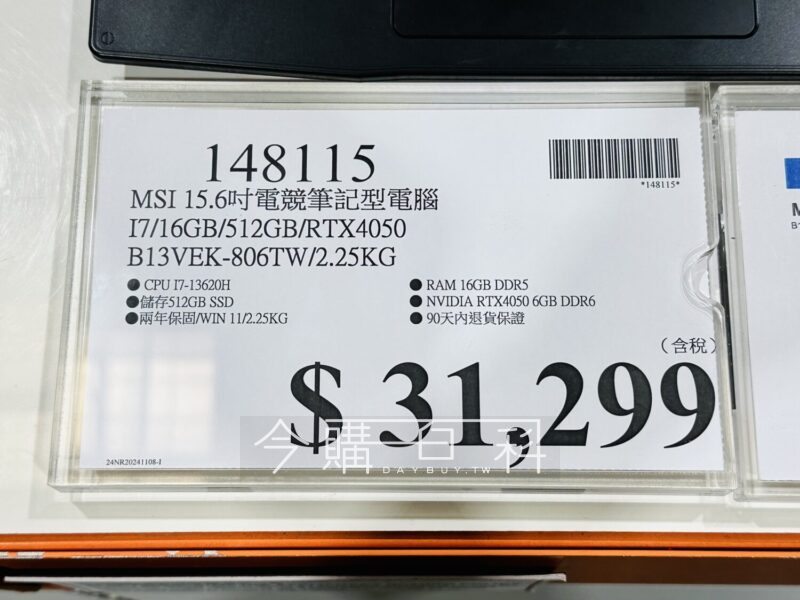 148115
*148115*
MSI 15.6吋電競筆記型電腦
I7/16GB/512GB/RTX4050
B13VEK-806TW/2.25KG
● CPU I7-13620H
●儲存512GB SSD
●兩年保固/WIN 11/2.25KG
● RAM 16GB DDR5
● NVIDIA RTX4050 6GB DDR6
● 90天內退貨保證
(含稅)
$ 31,299
今購百科
DAYBUY.TW
24NR20241108-I